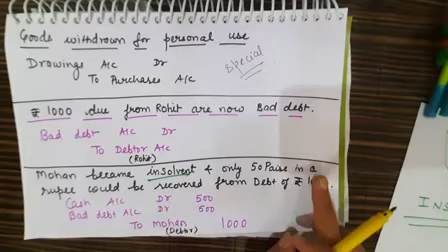 Goods withdrawn for personal use
Drawings A/c Dr
To Purchases A/c
Special
₹ 1000 due from Rohit are now Bad debt.
Bad debt A/c Dr
To Debtor A/c
(Rohit)
Mohan became insolvent & only 50 Paise in a
rupee could be recovered from Debt of ₹
Cash A/c Dr 500
Bad debt A/c Dr 500
To Mohan 1000
(Debtor)
INS